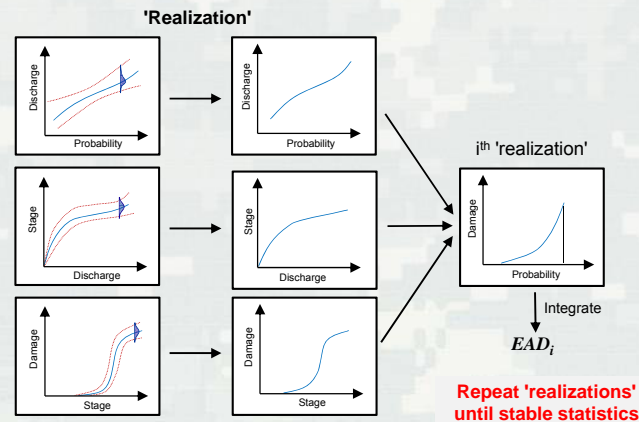 'Realization'
Discharge
Probability
Discharge
Probability
Stage
Discharge
Stage
Discharge
Damage
Stage
Damage
Stage
iᵗʰ 'realization'
Damage
Probability
Integrate
EADᵢ
Repeat 'realizations'
until stable statistics